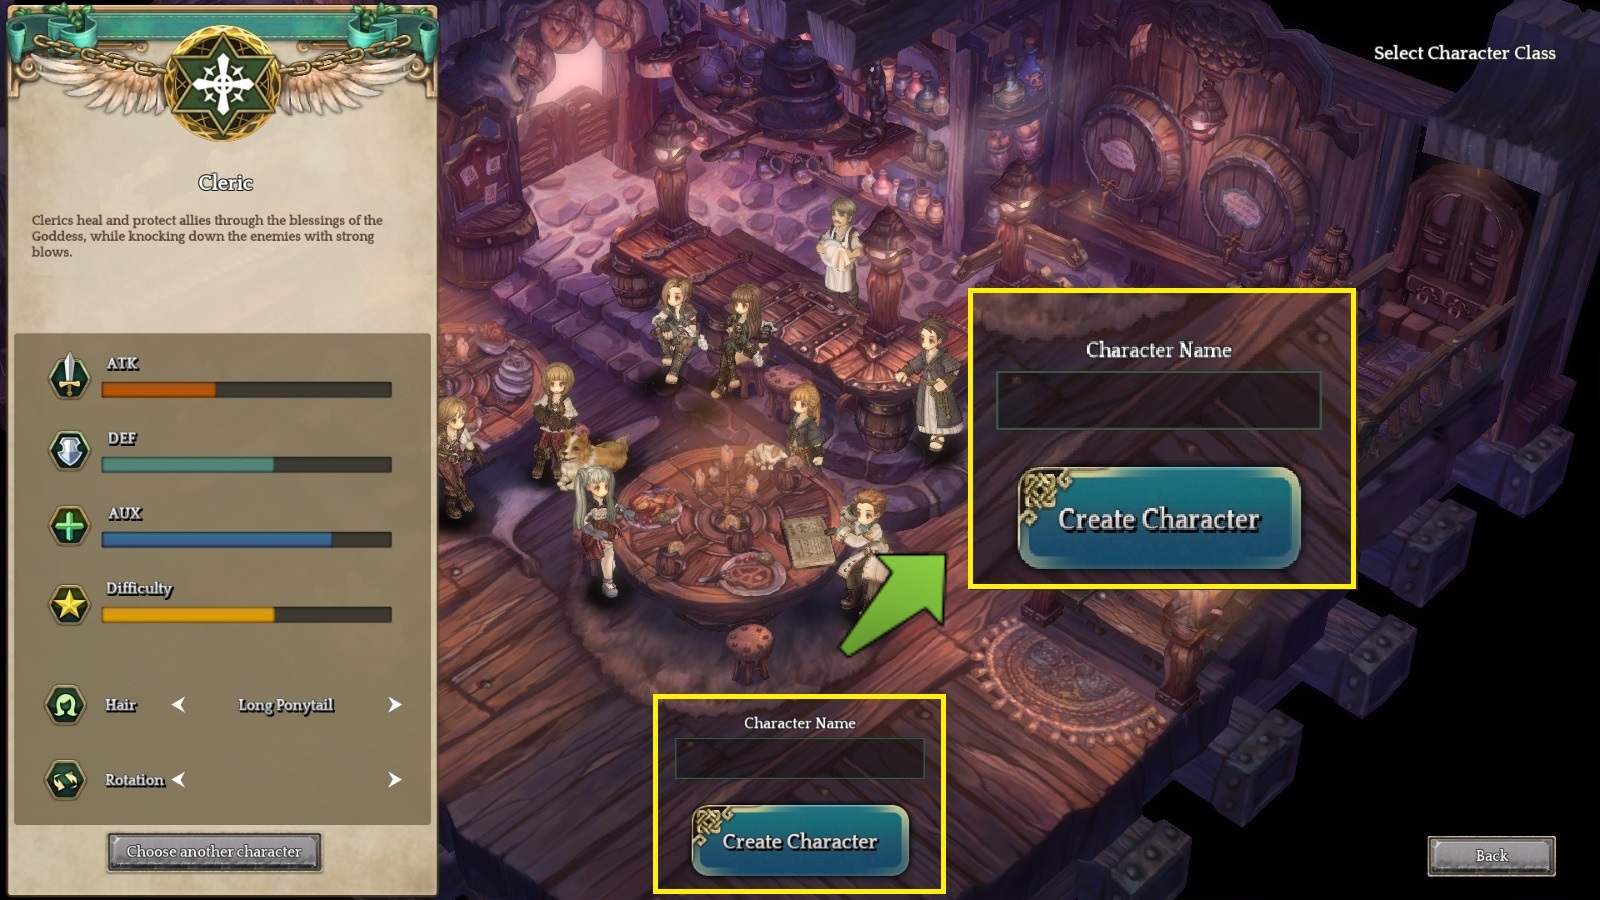 Select Character Class
Cleric
Clerics heal and protect allies through the blessings of the
Goddess, while knocking down the enemies with strong
blows.
ATK
DEF
AUX
Difficulty
Hair
Long Ponytail
Rotation
Choose another character
Character Name
Create Character
Character Name
Create Character
Back